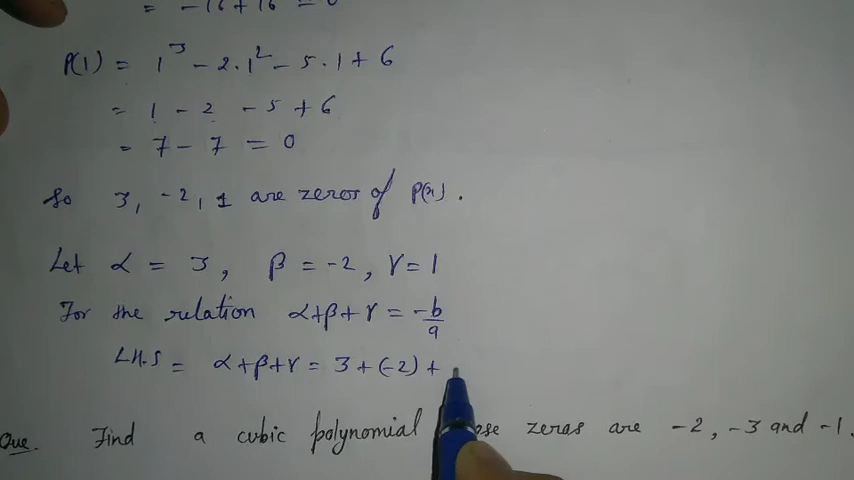 = -16 + 16 = 0
P(1) = 1³ - 2·1² - 5·1 + 6
= 1 - 2 - 5 + 6
= 7 - 7 = 0
So 3, -2, 1 are zeros of P(x).
Let α = 3, β = -2, γ = 1
For the relation α+β+γ = -b/a
L.H.S = α+β+γ = 3 + (-2) +
Que. Find a cubic polynomial zeros are -2, -3 and -1.